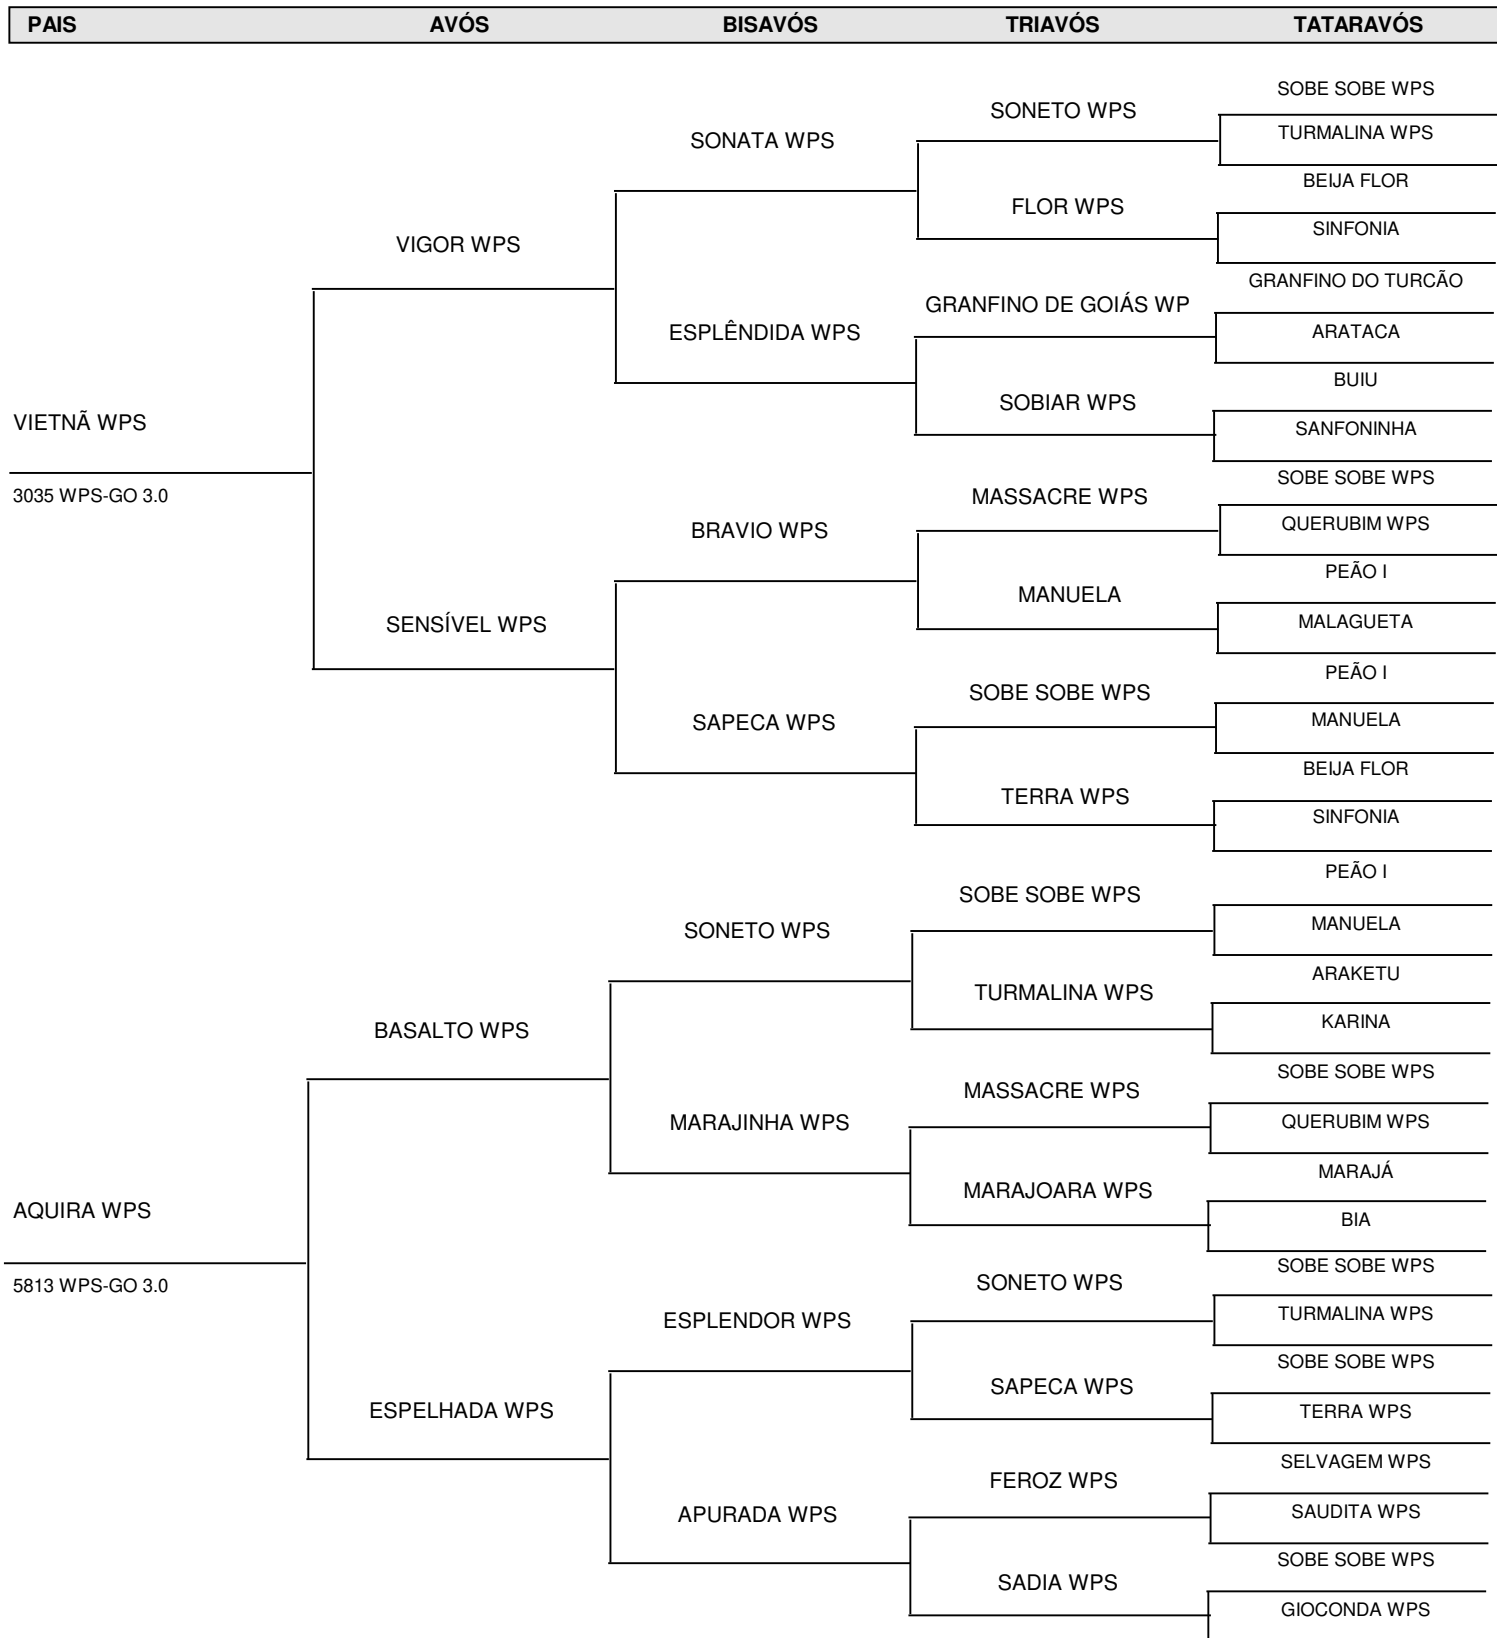 PAIS AVÓS BISAVÓS TRIAVÓS TATARAVÓS
SOBE SOBE WPS
SONETO WPS
TURMALINA WPS
SONATA WPS
BEIJA FLOR
FLOR WPS
SINFONIA
VIGOR WPS
GRANFINO DO TURCÃO
GRANFINO DE GOIÁS WP
ARATACA
ESPLÊNDIDA WPS
BUIU
SOBIAR WPS
SANFONINHA
VIETNÃ WPS
3035 WPS-GO 3.0
SOBE SOBE WPS
MASSACRE WPS
QUERUBIM WPS
BRAVIO WPS
PEÃO I
MANUELA
MALAGUETA
SENSÍVEL WPS
PEÃO I
SOBE SOBE WPS
MANUELA
SAPECA WPS
BEIJA FLOR
TERRA WPS
SINFONIA
PEÃO I
SOBE SOBE WPS
MANUELA
SONETO WPS
ARAKETU
TURMALINA WPS
KARINA
BASALTO WPS
SOBE SOBE WPS
MASSACRE WPS
QUERUBIM WPS
MARAJINHA WPS
MARAJÁ
MARAJOARA WPS
BIA
AQUIRA WPS
5813 WPS-GO 3.0
SOBE SOBE WPS
SONETO WPS
TURMALINA WPS
ESPLENDOR WPS
SOBE SOBE WPS
SAPECA WPS
TERRA WPS
ESPELHADA WPS
SELVAGEM WPS
FEROZ WPS
SAUDITA WPS
APURADA WPS
SOBE SOBE WPS
SADIA WPS
GIOCONDA WPS